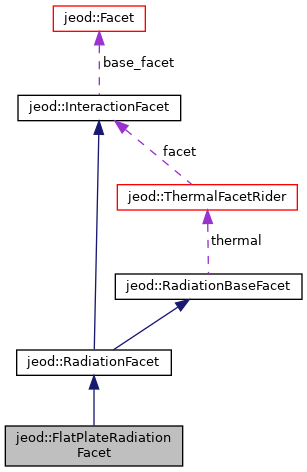 jeod::Facet
base_facet
jeod::InteractionFacet
facet
jeod::ThermalFacetRider
thermal
jeod::RadiationBaseFacet
jeod::RadiationFacet
jeod::FlatPlateRadiation
Facet